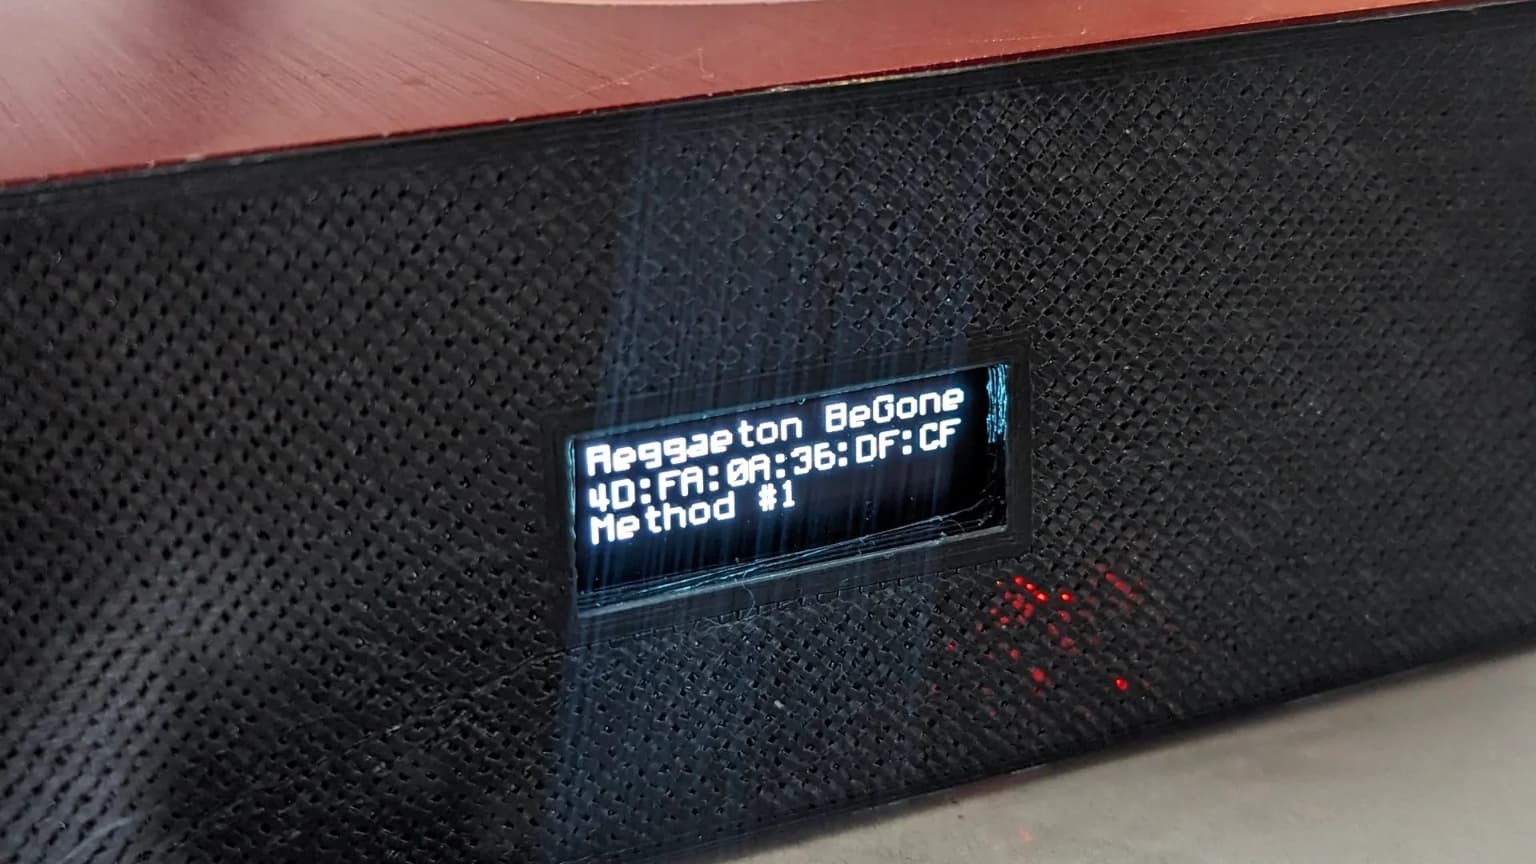 Reggaeton BeGone
4D:FA:0A:36:DF:CF
Method #1